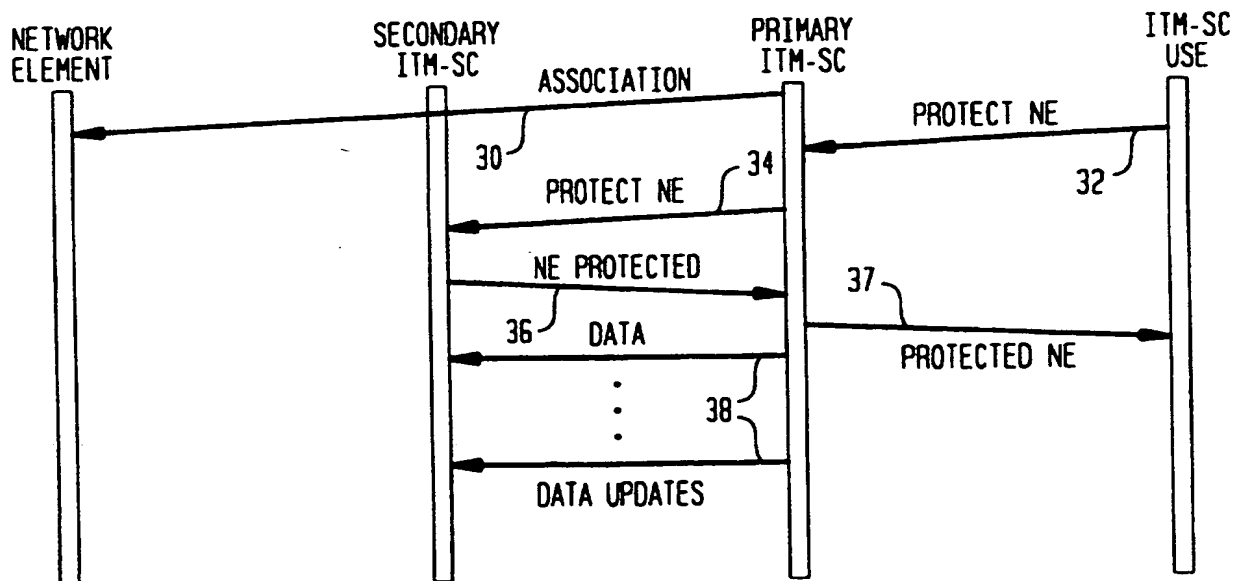 NETWORK
ELEMENT
SECONDARY
ITM-SC
PRIMARY
ITM-SC
ITM-SC
USE
ASSOCIATION
30
PROTECT NE
32
PROTECT NE
34
NE PROTECTED
36
37
PROTECTED NE
DATA
38
DATA UPDATES